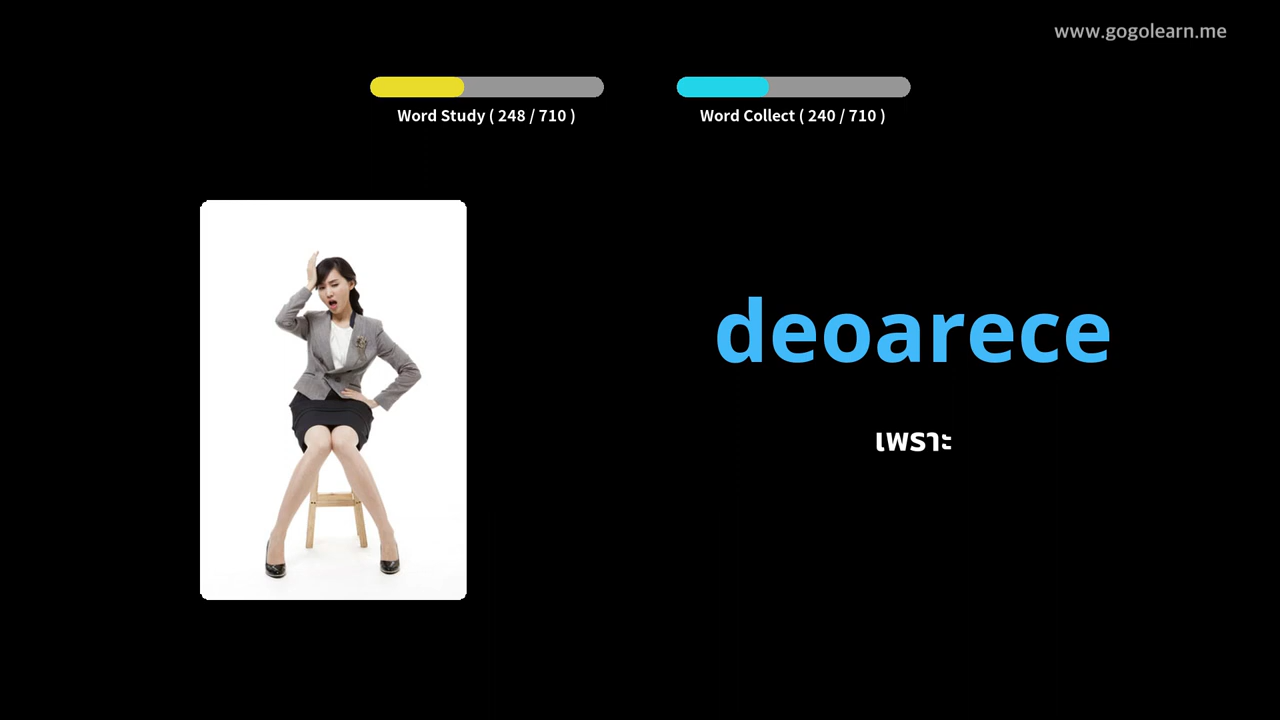 www.gogolearn.me
Word Study ( 248 / 710 )
Word Collect ( 240 / 710 )
deoarece
เพราะ